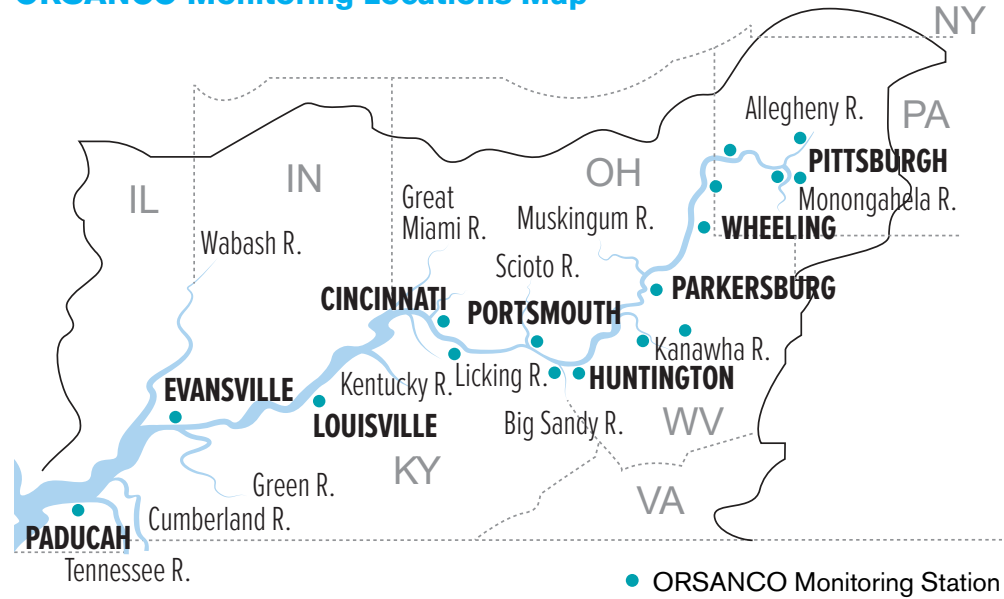 ORSANCO Monitoring Locations Map
NY
Allegheny R.
PA
PITTSBURGH
OH
IN
IL
Great
Miami R.
Monongahela R.
Muskingum R.
WHEELING
Wabash R.
Scioto R.
CINCINNATI
PORTSMOUTH
PARKERSBURG
Kanawha R.
EVANSVILLE
Kentucky R.
Licking R.
HUNTINGTON
LOUISVILLE
Big Sandy R.
WV
KY
Green R.
VA
Cumberland R.
PADUCAH
Tennessee R.
ORSANCO Monitoring Station